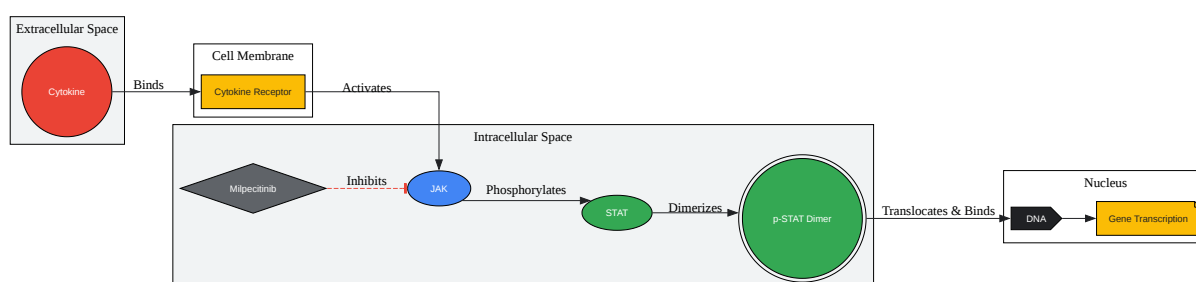 Extracellular Space
Cytokine
Binds
Cell Membrane
Cytokine Receptor
Activates
Intracellular Space
Milpecitinib
Inhibits
JAK
Phosphorylates
STAT
Dimerizes
p-STAT Dimer
Translocates & Binds
Nucleus
DNA
Gene Transcription